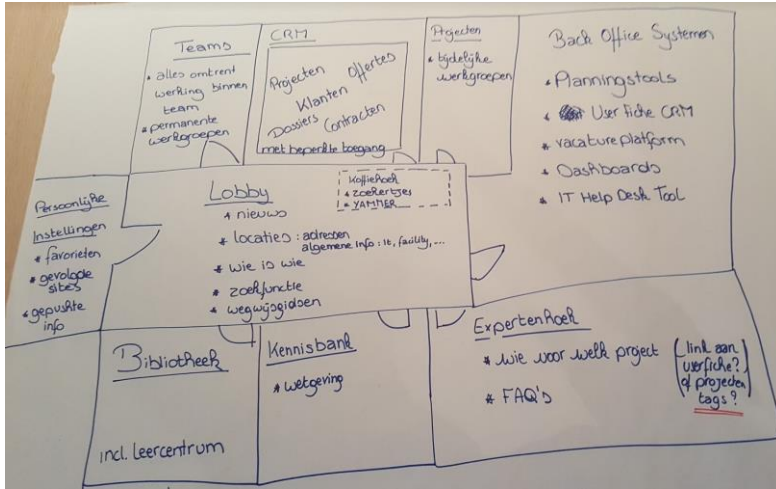 Teams
* alles omtrent
werking binnen
team
* permanente
werkgroepen
CRM
Projecten Offertes
Klanten
Dossiers Contracten
met beperkte toegang
Projecten
* tijdelijke
werkgroepen
Back Office Systemen
* Planningstools
* User fiche CRM
* vacatureplatform
* Dashboards
* IT Help Desk Tool
Persoonlijke
Instellingen
* favorieten
* gevolgde
sites
* gepushte
info
Lobby
* nieuws
* locaties : adressen
algemene info : It, facility, ...
* wie is wie
* zoekfunctie
* wegwijsgidsen
Koffiehoek
* zoekertjes
* YAMMER
Bibliotheek
incl. leercentrum
Kennisbank
* wetgeving
Expertenhoek
* wie voor welk project
* FAQ's
(link aan
userfiche?
of projecten
tags?)